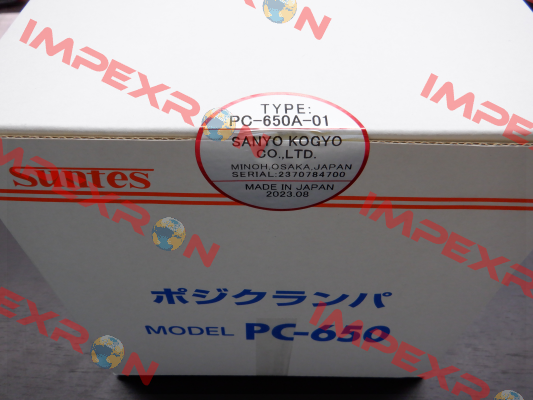 IMPEXRON
TYPE:
PC-650A-01
SANYO KOGYO
CO.,LTD.
MINOH,OSAKA,JAPAN
SERIAL:2370784700
MADE IN JAPAN
2023.08
Suntes
ポジクランパ
MODEL PC-650
IMPEXRON
IMPEXRON
IMPEXRON
IMPEXRON